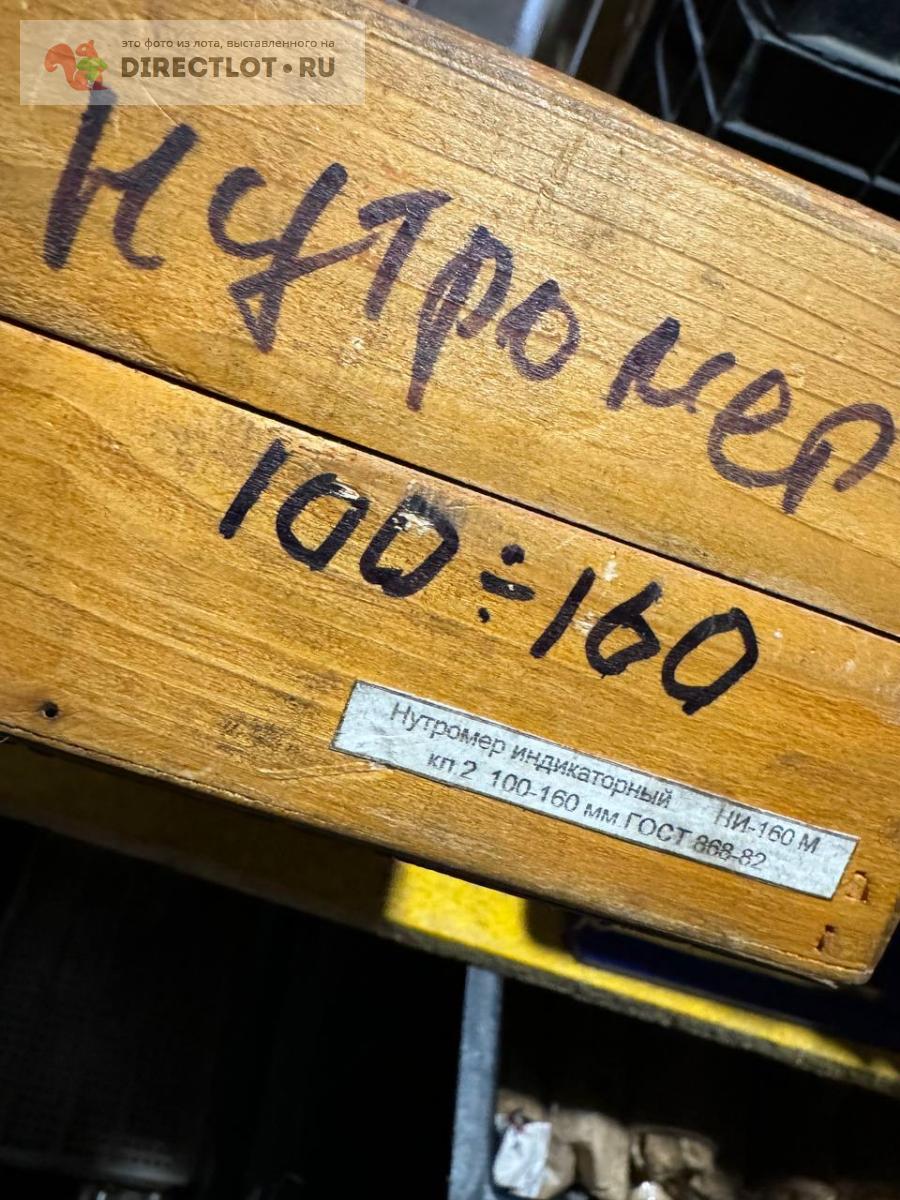 это фото из лота, выставленного на
DIRECTLOT•RU
Нутромер
100÷160
Нутромер индикаторный НИ-160 М
кл.2 100-160 мм ГОСТ 868-82